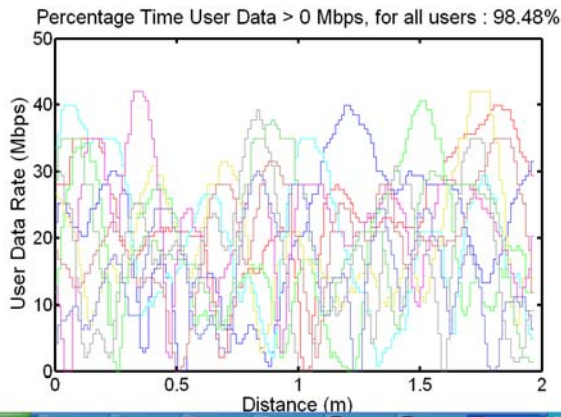 Percentage Time User Data > 0 Mbps, for all users : 98.48%
50
40
30
20
10
0
User Data Rate (Mbps)
0 0.5 1 1.5 2
Distance (m)